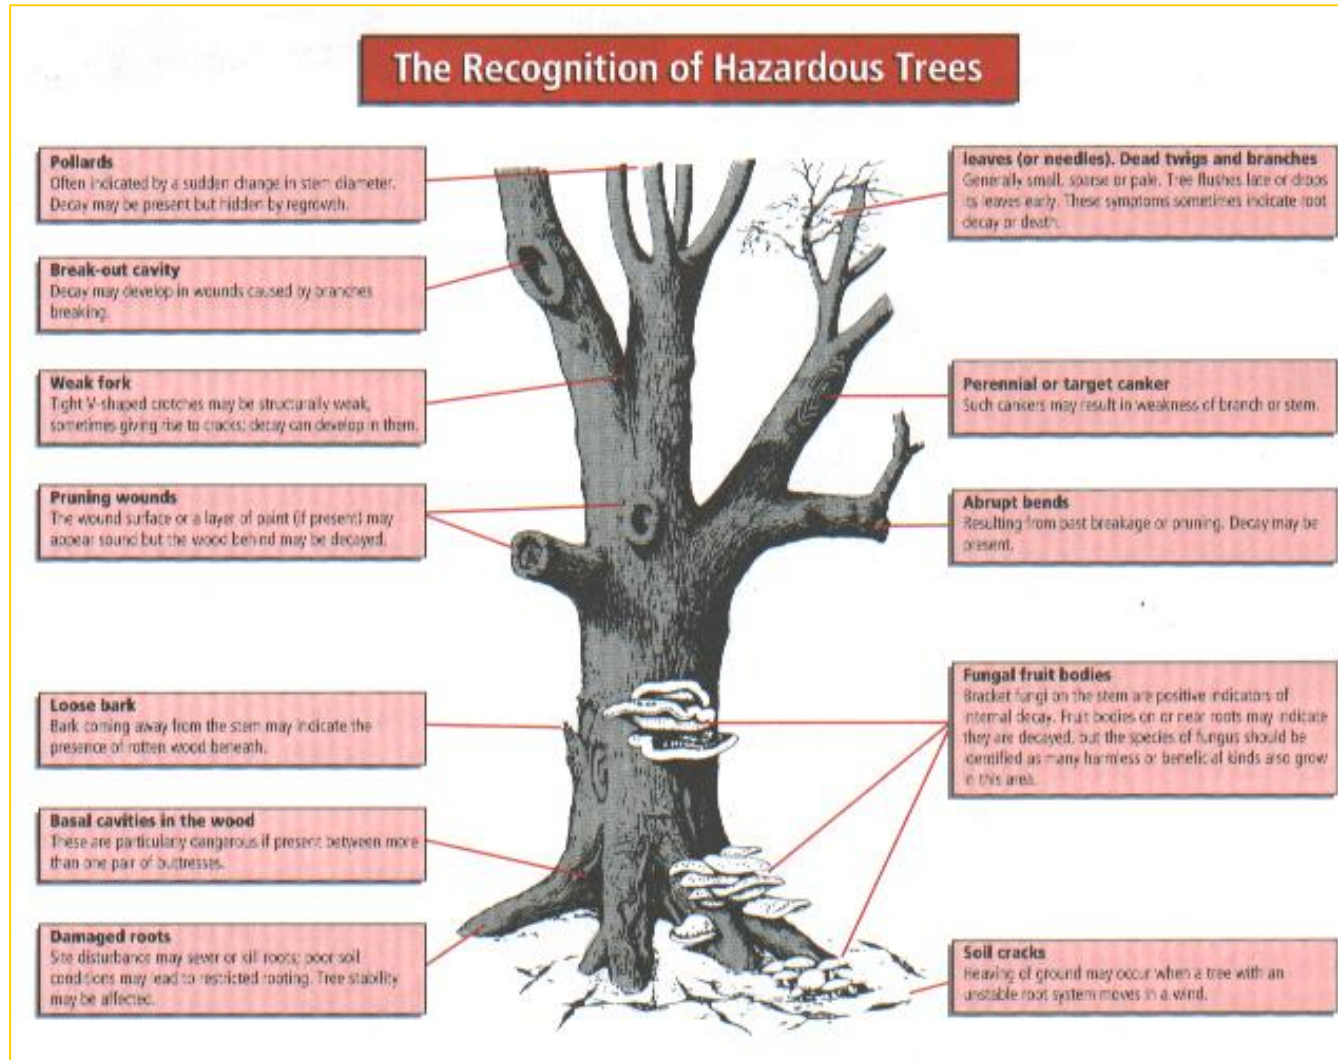 The Recognition of Hazardous Trees
Pollards
Often indicated by a sudden change in stem diameter.
Decay may be present but hidden by regrowth.
Break-out cavity
Decay may develop in wounds caused by branches
breaking.
Weak fork
Tight V-shaped crotches may be structurally weak,
sometimes giving rise to cracks; decay can develop in them.
Pruning wounds
The wound surface or a layer of paint (if present) may
appear sound but the wood behind may be decayed.
Loose bark
Bark coming away from the stem may indicate the
presence of rotten wood beneath.
Basal cavities in the wood
These are particularly dangerous if present between more
than one pair of buttresses.
Damaged roots
Site disturbance may sever or kill roots; poor soil
conditions may lead to restricted rooting. Tree stability
may be affected.
leaves (or needles). Dead twigs and branches
Generally small, sparse or pale. Tree flushes late or drops
its leaves early. These symptoms sometimes indicate root
decay or death.
Perennial or target canker
Such cankers may result in weakness of branch or stem.
Abrupt bends
Resulting from past breakage or pruning. Decay may be
present.
Fungal fruit bodies
Bracket fungi on the stem are positive indicators of
internal decay. Fruit bodies on or near roots may indicate
they are decayed, but the species of fungus should be
identified as many harmless or beneficial kinds also grow
in this area.
Soil cracks
Heaving of ground may occur when a tree with an
unstable root system moves in a wind.